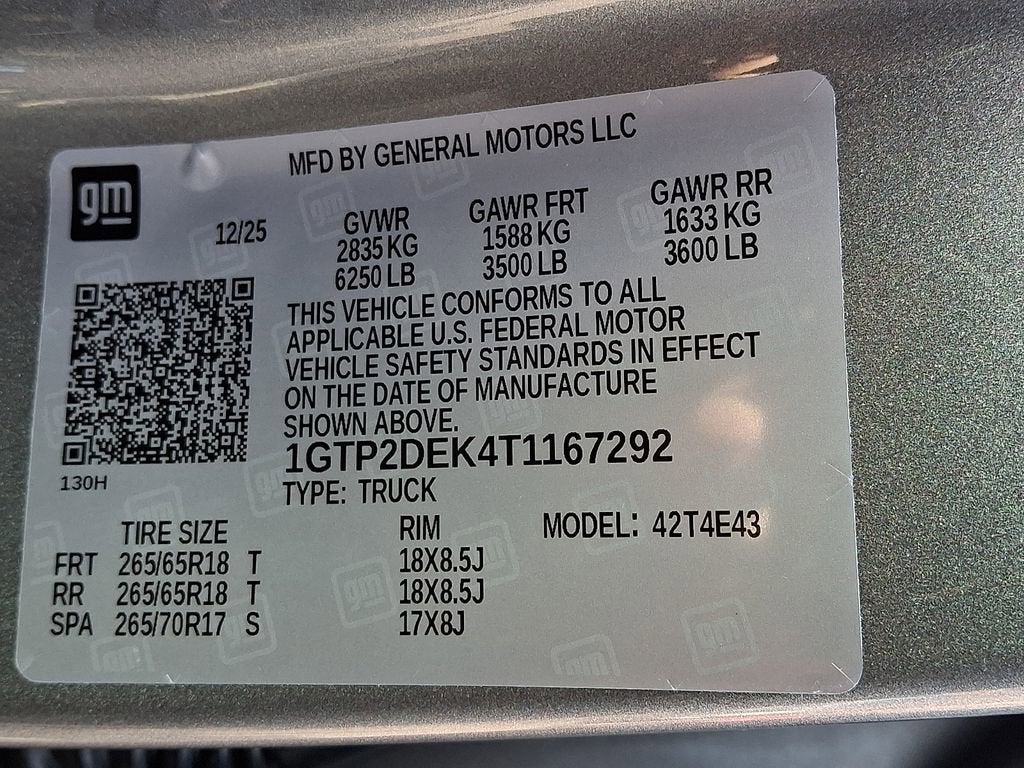 MFD BY GENERAL MOTORS LLC
gm
12/25 GVWR GAWR FRT GAWR RR
2835 KG 1588 KG 1633 KG
6250 LB 3500 LB 3600 LB
THIS VEHICLE CONFORMS TO ALL
APPLICABLE U.S. FEDERAL MOTOR
VEHICLE SAFETY STANDARDS IN EFFECT
ON THE DATE OF MANUFACTURE
SHOWN ABOVE.
1GTP2DEK4T1167292
130H
TYPE: TRUCK
TIRE SIZE RIM MODEL: 42T4E43
FRT 265/65R18 T 18X8.5J
RR 265/65R18 T 18X8.5J
SPA 265/70R17 S 17X8J